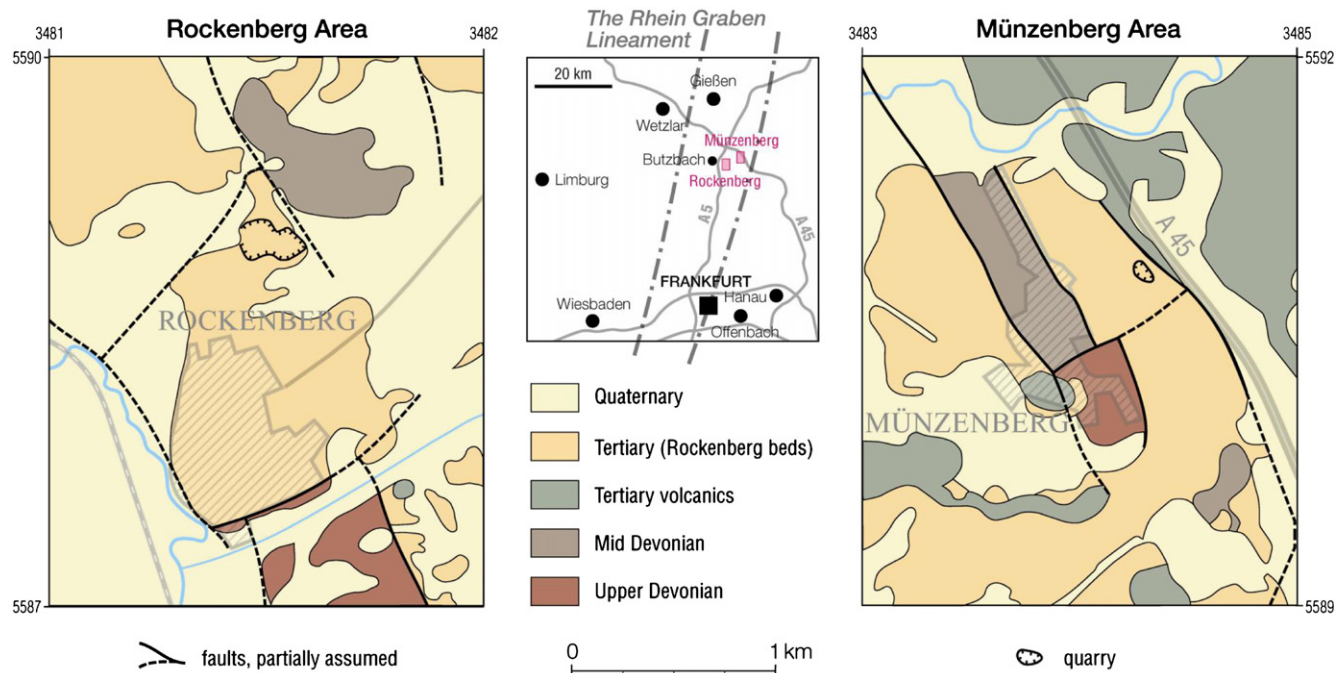 Rockenberg Area
3481
3482
5590
5587
ROCKENBERG
The Rhein Graben
Lineament
20 km
Gießen
Wetzlar
Münzenberg
Butzbach
Rockenberg
Limburg
A 5
A 45
FRANKFURT
Wiesbaden
Hanau
Offenbach
Quaternary
Tertiary (Rockenberg beds)
Tertiary volcanics
Mid Devonian
Upper Devonian
Münzenberg Area
3483
3485
5592
5589
A 45
MÜNZENBERG
faults, partially assumed
0
1 km
quarry